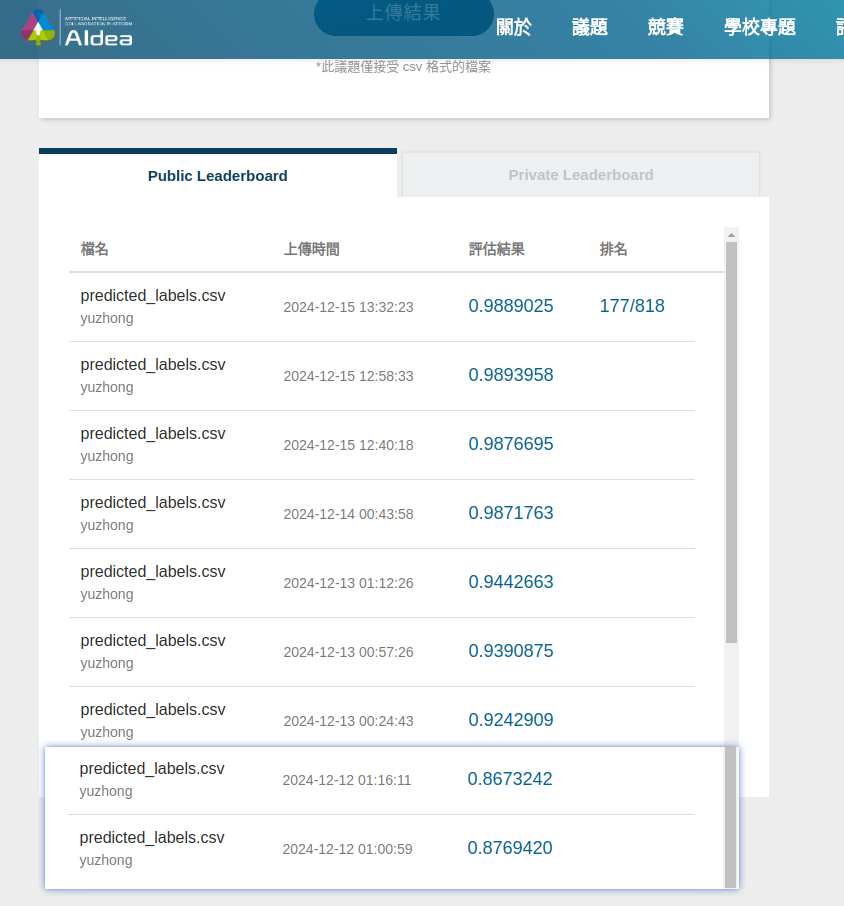 ARTIFICIAL INTELLIGENCE
COLLABORATION PLATFORM
AIdea
上傳結果
關於 議題 競賽 學校專題
*此議題僅接受 csv 格式的檔案
Public Leaderboard Private Leaderboard
檔名 上傳時間 評估結果 排名
predicted_labels.csv
yuzhong
2024-12-15 13:32:23 0.9889025 177/818
predicted_labels.csv
yuzhong
2024-12-15 12:58:33 0.9893958
predicted_labels.csv
yuzhong
2024-12-15 12:40:18 0.9876695
predicted_labels.csv
yuzhong
2024-12-14 00:43:58 0.9871763
predicted_labels.csv
yuzhong
2024-12-13 01:12:26 0.9442663
predicted_labels.csv
yuzhong
2024-12-13 00:57:26 0.9390875
predicted_labels.csv
yuzhong
2024-12-13 00:24:43 0.9242909
predicted_labels.csv
yuzhong
2024-12-12 01:16:11 0.8673242
predicted_labels.csv
yuzhong
2024-12-12 01:00:59 0.8769420